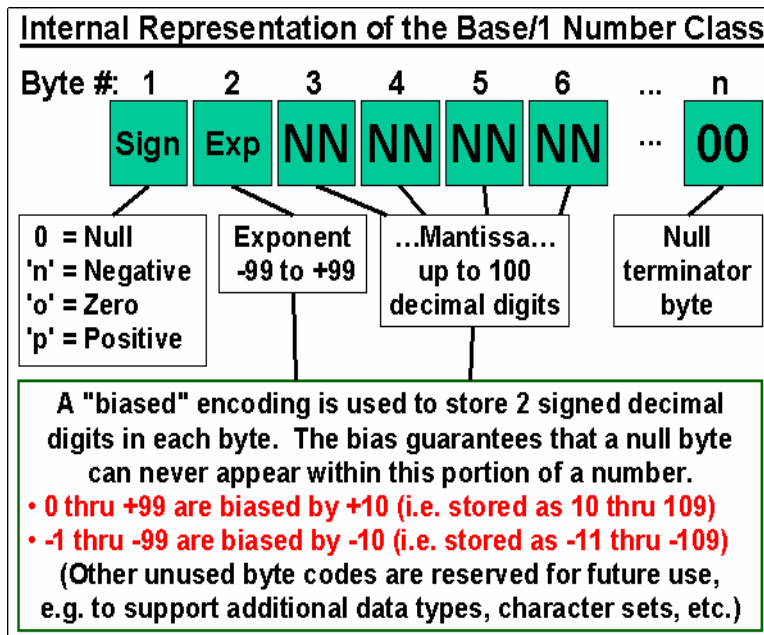 Internal Representation of the Base/1 Number Class
Byte #: 1 2 3 4 5 6 ... n
Sign Exp NN NN NN NN ... 00
0 = Null
'n' = Negative
'o' = Zero
'p' = Positive
Exponent
-99 to +99
...Mantissa...
up to 100
decimal digits
Null
terminator
byte
A "biased" encoding is used to store 2 signed decimal
digits in each byte. The bias guarantees that a null byte
can never appear within this portion of a number.
• 0 thru +99 are biased by +10 (i.e. stored as 10 thru 109)
• -1 thru -99 are biased by -10 (i.e. stored as -11 thru -109)
(Other unused byte codes are reserved for future use,
e.g. to support additional data types, character sets, etc.)